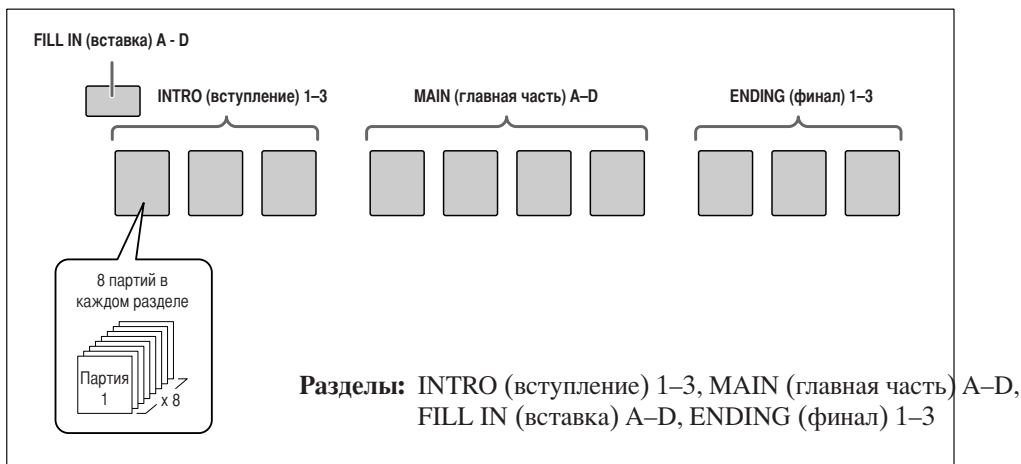 FILL IN (вставка) A - D
INTRO (вступление) 1–3
MAIN (главная часть) A–D
ENDING (финал) 1–3
8 партий в
каждом разделе
Партия
1
x 8
Разделы: INTRO (вступление) 1–3, MAIN (главная часть) A–D,
FILL IN (вставка) A–D, ENDING (финал) 1–3